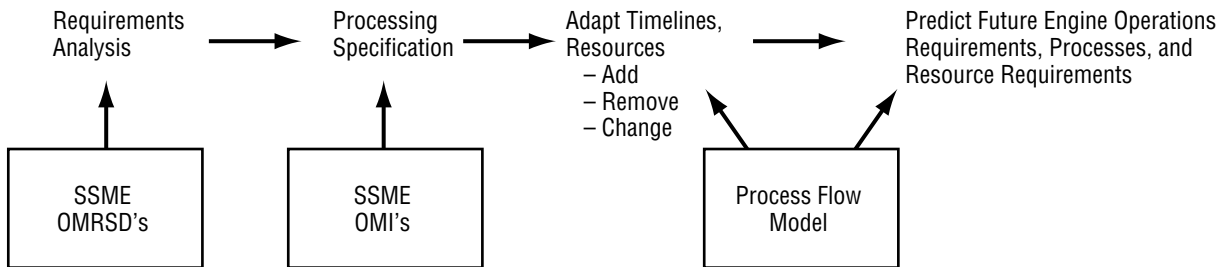 Requirements
Analysis
Processing
Specification
Adapt Timelines,
Resources
– Add
– Remove
– Change
Predict Future Engine Operations
Requirements, Processes, and
Resource Requirements
SSME
OMRSD's
SSME
OMI's
Process Flow
Model